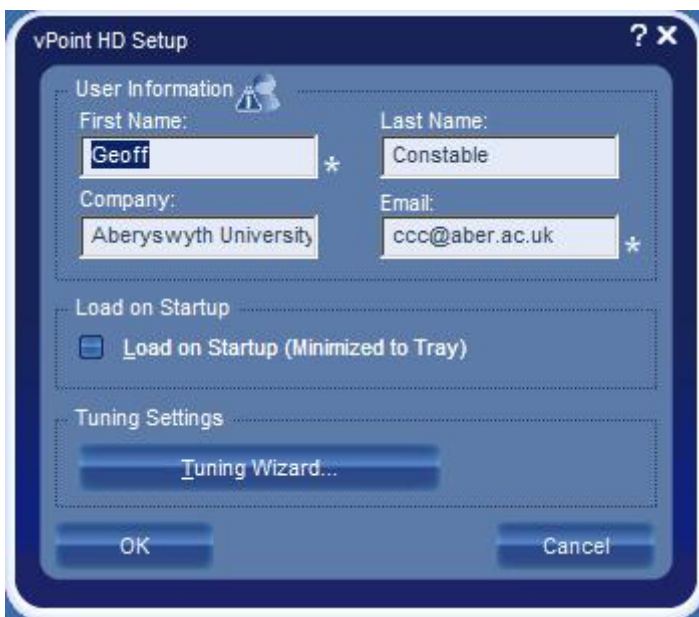 vPoint HD Setup ? ×
User Information
First Name: Last Name:
Geoff * Constable
Company: Email:
Aberyswyth University ccc@aber.ac.uk *
Load on Startup
Load on Startup (Minimized to Tray)
Tuning Settings
Tuning Wizard...
OK Cancel